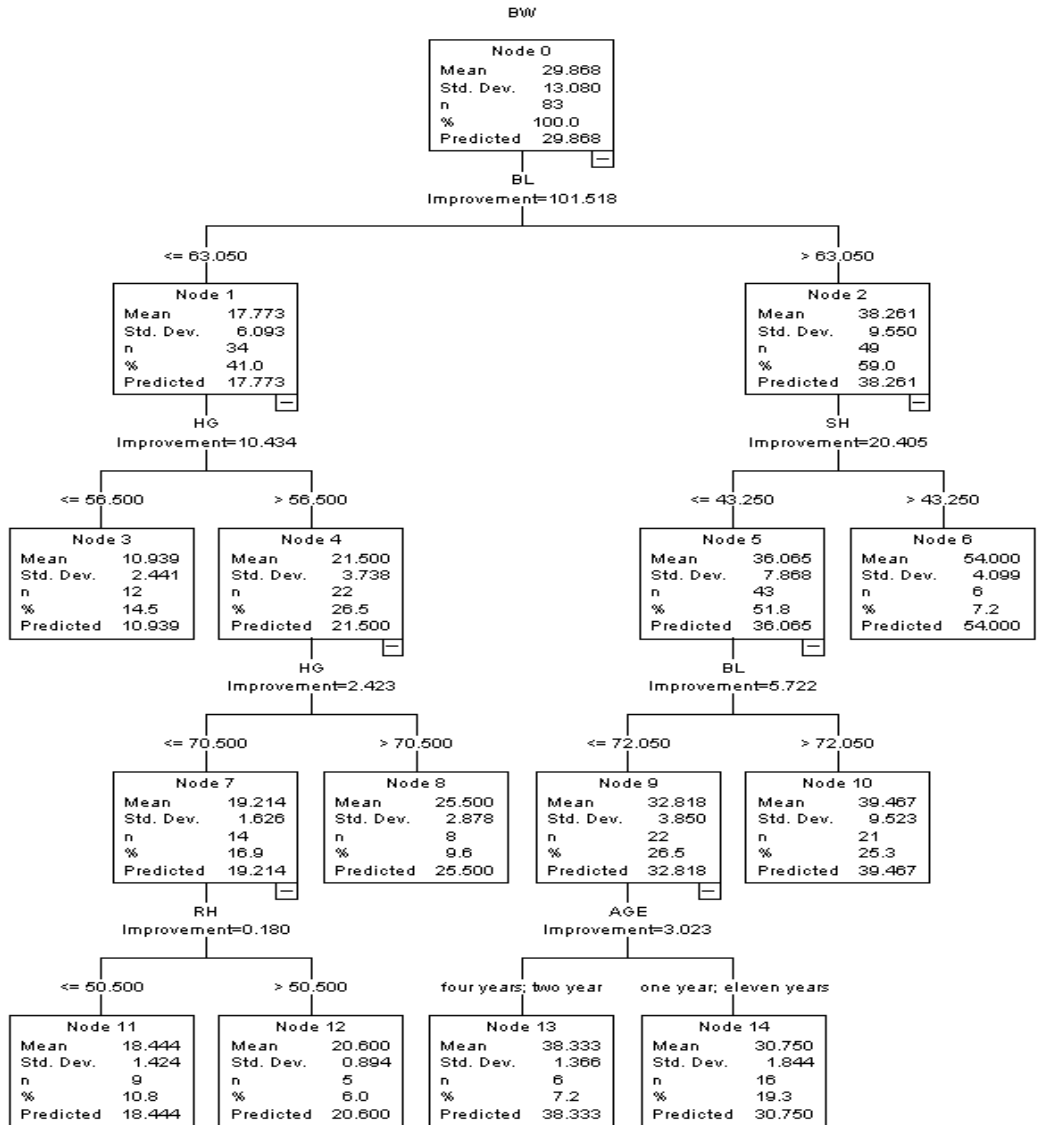 BW
Node 0
Mean 29.868
Std. Dev. 13.080
n 83
% 100.0
Predicted 29.868
BL
Improvement=101.518
<= 63.050
> 63.050
Node 1
Mean 17.773
Std. Dev. 6.093
n 34
% 41.0
Predicted 17.773
Node 2
Mean 38.261
Std. Dev. 9.550
n 49
% 59.0
Predicted 38.261
HG
Improvement=10.434
SH
Improvement=20.405
<= 56.500
> 56.500
<= 43.250
> 43.250
Node 3
Mean 10.939
Std. Dev. 2.441
n 12
% 14.5
Predicted 10.939
Node 4
Mean 21.500
Std. Dev. 3.738
n 22
% 26.5
Predicted 21.500
Node 5
Mean 36.065
Std. Dev. 7.868
n 43
% 51.8
Predicted 36.065
Node 6
Mean 54.000
Std. Dev. 4.099
n 6
% 7.2
Predicted 54.000
HG
Improvement=2.423
BL
Improvement=5.722
<= 70.500
> 70.500
<= 72.050
> 72.050
Node 7
Mean 19.214
Std. Dev. 1.626
n 14
% 16.9
Predicted 19.214
Node 8
Mean 25.500
Std. Dev. 2.878
n 8
% 9.6
Predicted 25.500
Node 9
Mean 32.818
Std. Dev. 3.850
n 22
% 26.5
Predicted 32.818
Node 10
Mean 39.467
Std. Dev. 9.523
n 21
% 25.3
Predicted 39.467
RH
Improvement=0.180
AGE
Improvement=3.023
<= 50.500
> 50.500
four years; two year
one year; eleven years
Node 11
Mean 18.444
Std. Dev. 1.424
n 9
% 10.8
Predicted 18.444
Node 12
Mean 20.600
Std. Dev. 0.894
n 5
% 6.0
Predicted 20.600
Node 13
Mean 38.333
Std. Dev. 1.366
n 6
% 7.2
Predicted 38.333
Node 14
Mean 30.750
Std. Dev. 1.844
n 16
% 19.3
Predicted 30.750